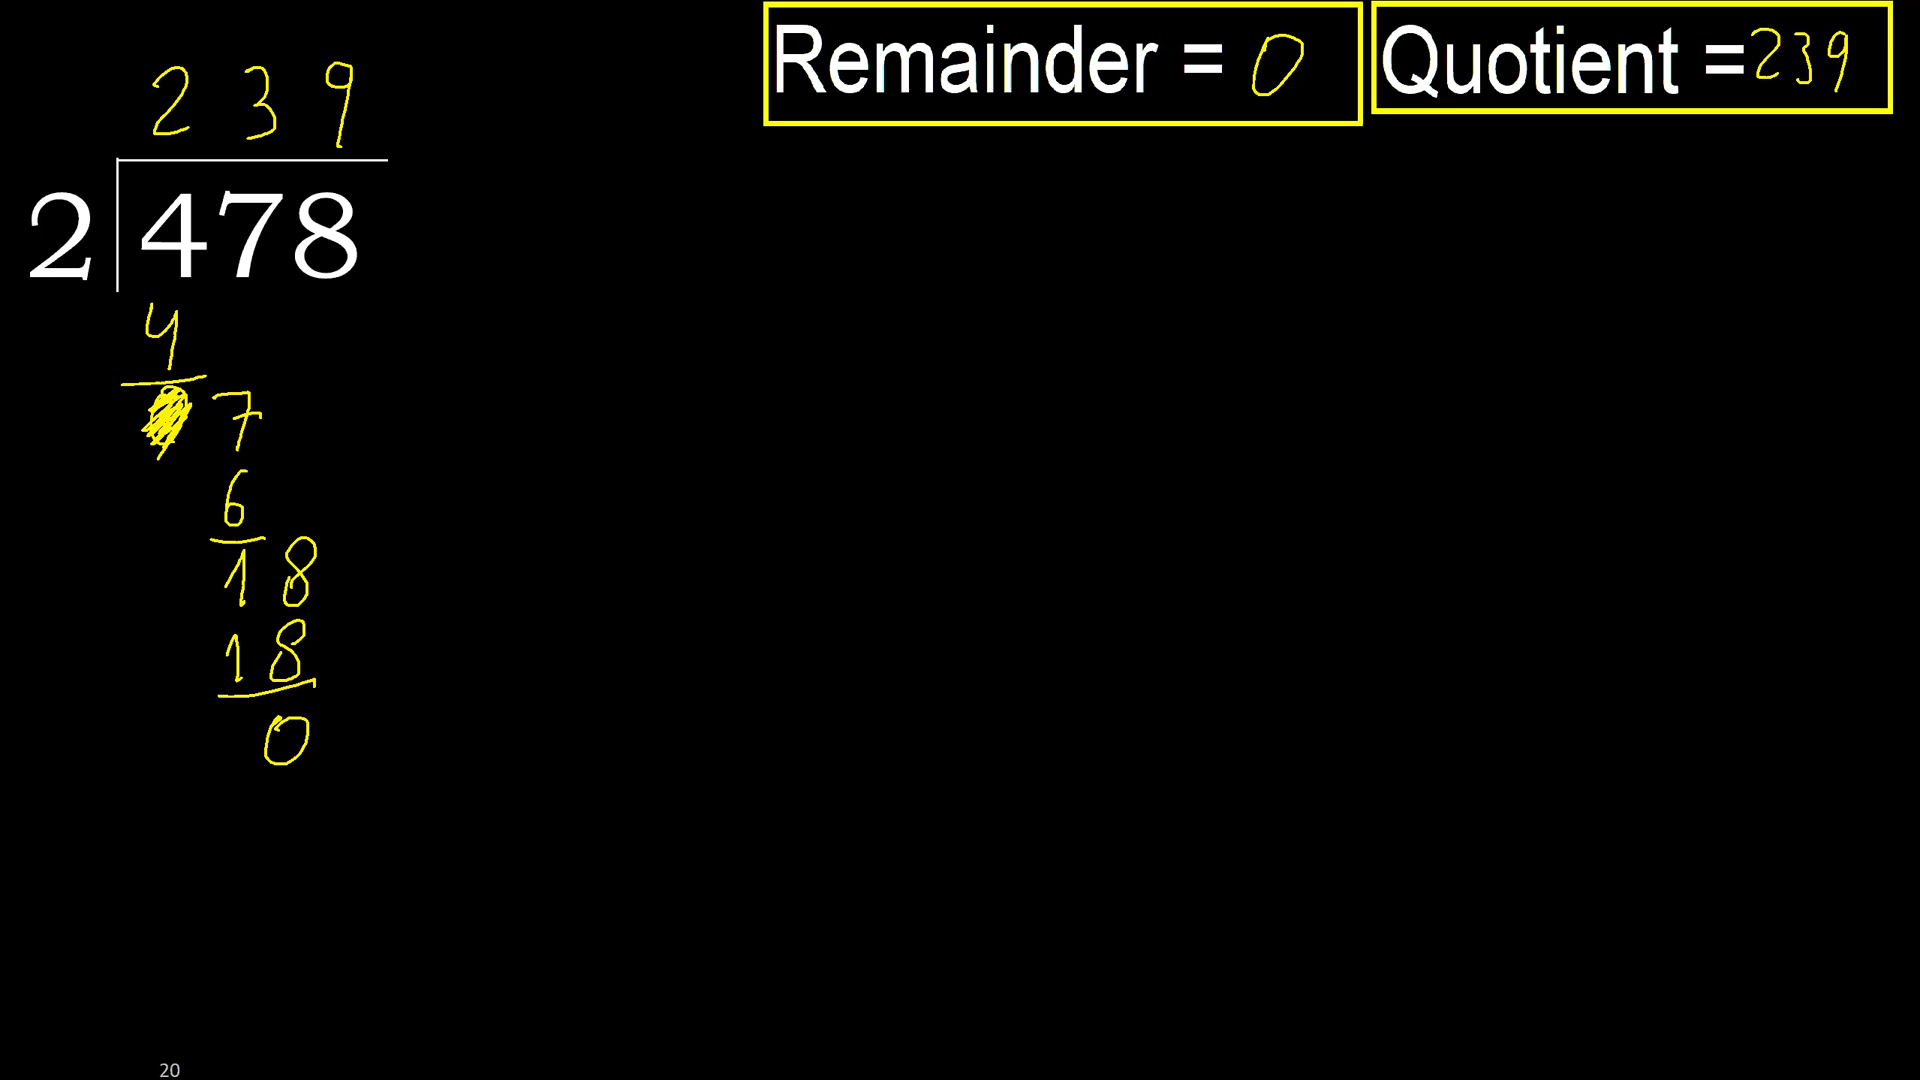 Remainder = 0
Quotient = 239
2 3 9
2 478
4
7
6
1 8
1 8
0
20